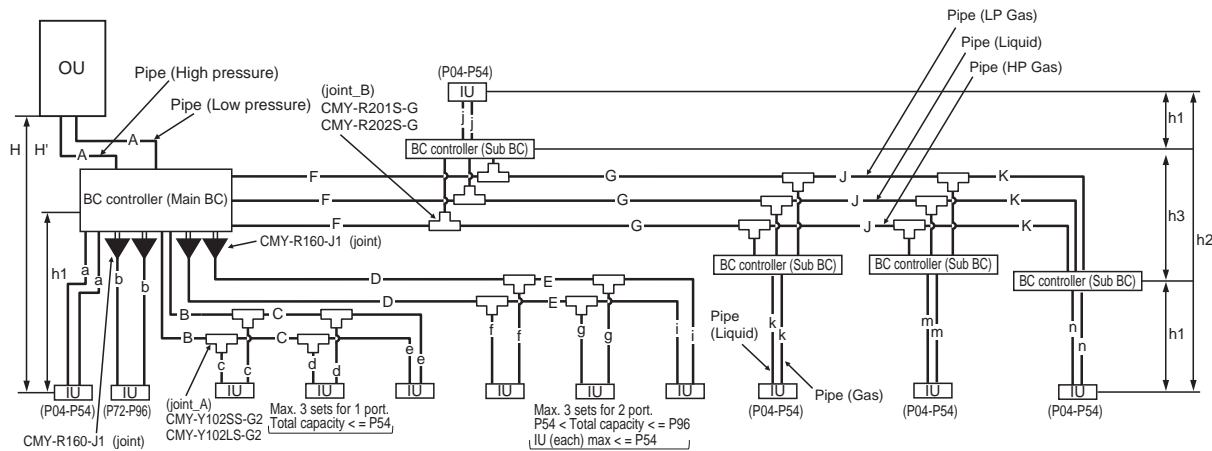 OU
Pipe (High pressure)
Pipe (Low pressure)
A
A
H
H'
BC controller (Main BC)
h1
a
a
b
b
CMY-R160-J1 (joint)
(joint_B)
CMY-R201S-G
CMY-R202S-G
(P04-P54)
IU
j
j
BC controller (Sub BC)
Pipe (LP Gas)
Pipe (Liquid)
Pipe (HP Gas)
F
G
J
K
F
G
J
K
F
G
J
K
h1
h3
h2
h1
BC controller (Sub BC)
BC controller (Sub BC)
BC controller (Sub BC)
D
E
D
E
B
C
B
C
c
c
d
d
e
e
f
f
g
g
i
i
k
k
m
m
n
n
Pipe
(Liquid)
Pipe (Gas)
IU
IU
IU
IU
IU
IU
IU
IU
IU
IU
IU
(P04-P54)
(P72-P96)
CMY-R160-J1 (joint)
(joint_A)
CMY-Y102SS-G2
CMY-Y102LS-G2
Max. 3 sets for 1 port.
Total capacity <= P54
Max. 3 sets for 2 port.
P54 < Total capacity <= P96
IU (each) max <= P54
(P04-P54)
(P04-P54)
(P04-P54)